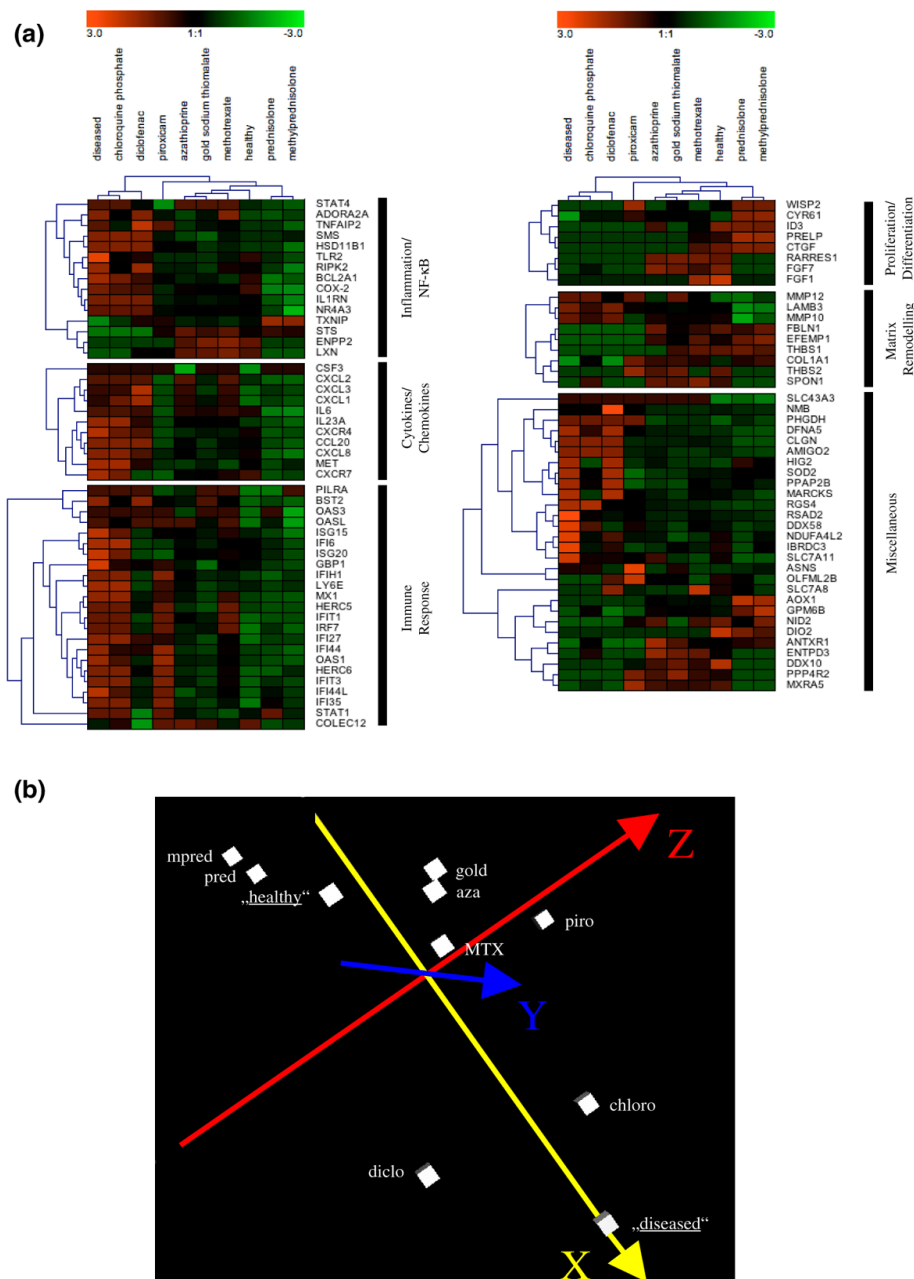 (a)
3.0 1:1 -3.0
diseased
chloroquine phosphate
diclofenac
piroxicam
azathioprine
gold sodium thiomalate
methotrexate
healthy
prednisolone
methylprednisolone
STAT4
ADORA2A
TNFAIP2
SMS
HSD11B1
TLR2
RIPK2
BCL2A1
COX-2
IL1RN
NR4A3
TXNIP
STS
ENPP2
LXN
Inflammation/
NF-κB
CSF3
CXCL2
CXCL3
CXCL1
IL6
IL23A
CXCR4
CCL20
CXCL8
MET
CXCR7
Cytokines/
Chemokines
PILRA
BST2
OAS3
OASL
ISG15
IFI6
ISG20
GBP1
IFIH1
LY6E
MX1
HERC5
IFIT1
IRF7
IFI27
IFI44
OAS1
HERC6
IFIT3
IFI44L
IFI35
STAT1
COLEC12
Immune
Response
3.0 1:1 -3.0
diseased
chloroquine phosphate
diclofenac
piroxicam
azathioprine
gold sodium thiomalate
methotrexate
healthy
prednisolone
methylprednisolone
WISP2
CYR61
ID3
PRELP
CTGF
RARRES1
FGF7
FGF1
Proliferation/
Differentiation
MMP12
LAMB3
MMP10
FBLN1
EFEMP1
THBS1
COL1A1
THBS2
SPON1
Matrix
Remodelling
SLC43A3
NMB
PHGDH
DFNA5
CLGN
AMIGO2
HIG2
SOD2
PPAP2B
MARCKS
RGS4
RSAD2
DDX58
NDUFA4L2
IBRDC3
SLC7A11
ASNS
OLFML2B
SLC7A8
AOX1
GPM6B
NID2
DIO2
ANTXR1
ENTPD3
DDX10
PPP4R2
MXRA5
Miscellaneous
(b)
mpred
pred
„healthy“
gold
aza
Z
piro
MTX
Y
chloro
diclo
„diseased“
X